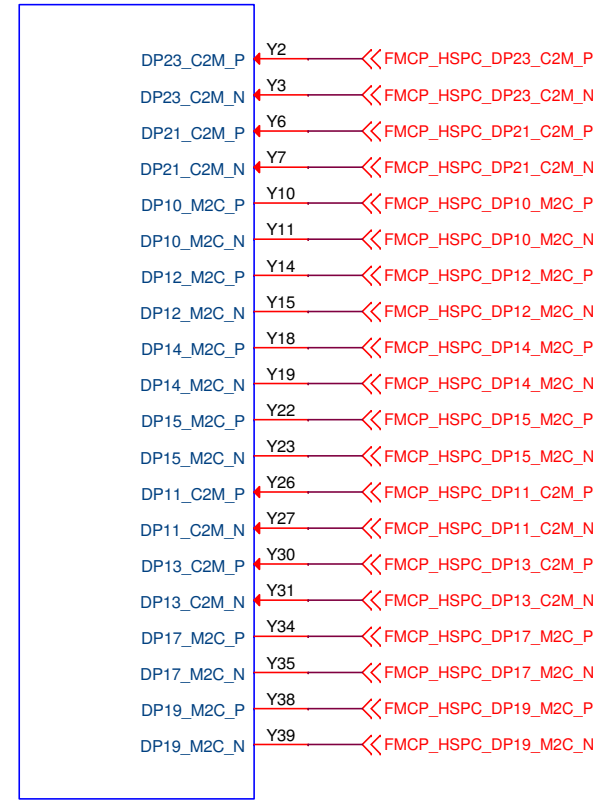 DP23_C2M_P Y2 FMCP_HSPC_DP23_C2M_P
DP23_C2M_N Y3 FMCP_HSPC_DP23_C2M_N
DP21_C2M_P Y6 FMCP_HSPC_DP21_C2M_P
DP21_C2M_N Y7 FMCP_HSPC_DP21_C2M_N
DP10_M2C_P Y10 FMCP_HSPC_DP10_M2C_P
DP10_M2C_N Y11 FMCP_HSPC_DP10_M2C_N
DP12_M2C_P Y14 FMCP_HSPC_DP12_M2C_P
DP12_M2C_N Y15 FMCP_HSPC_DP12_M2C_N
DP14_M2C_P Y18 FMCP_HSPC_DP14_M2C_P
DP14_M2C_N Y19 FMCP_HSPC_DP14_M2C_N
DP15_M2C_P Y22 FMCP_HSPC_DP15_M2C_P
DP15_M2C_N Y23 FMCP_HSPC_DP15_M2C_N
DP11_C2M_P Y26 FMCP_HSPC_DP11_C2M_P
DP11_C2M_N Y27 FMCP_HSPC_DP11_C2M_N
DP13_C2M_P Y30 FMCP_HSPC_DP13_C2M_P
DP13_C2M_N Y31 FMCP_HSPC_DP13_C2M_N
DP17_M2C_P Y34 FMCP_HSPC_DP17_M2C_P
DP17_M2C_N Y35 FMCP_HSPC_DP17_M2C_N
DP19_M2C_P Y38 FMCP_HSPC_DP19_M2C_P
DP19_M2C_N Y39 FMCP_HSPC_DP19_M2C_N